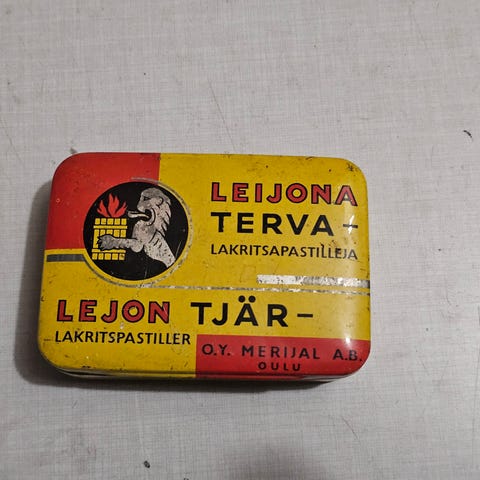 LEIJONA
TERVA-
LAKRITSAPASTILLEJA
LEJON TJÄR-
LAKRITSPASTILLER
O.Y. MERIJAL A.B.
OULU